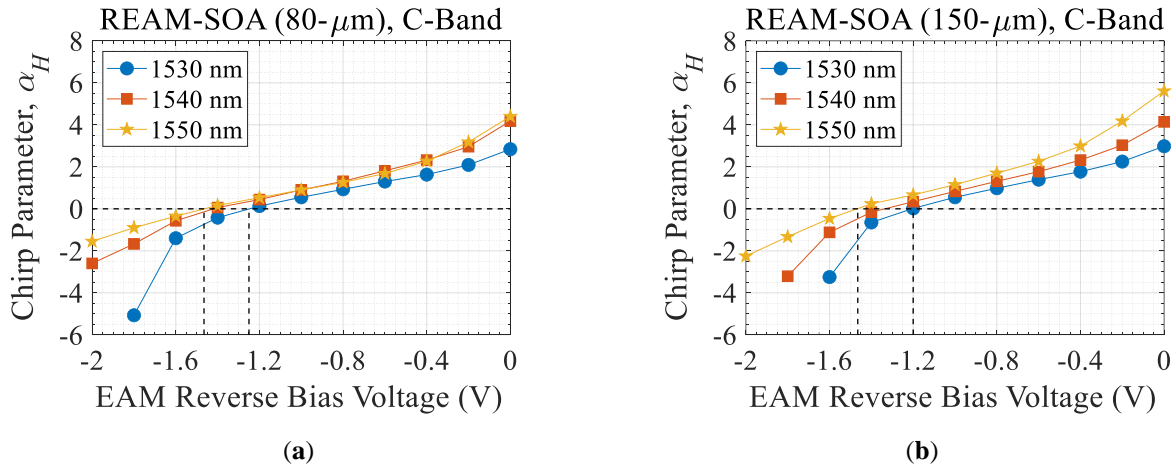 REAM-SOA (80-μm), C-Band
Chirp Parameter, α_H
8
6
4
2
0
-2
-4
-6
1530 nm
1540 nm
1550 nm
-2 -1.6 -1.2 -0.8 -0.4 0
EAM Reverse Bias Voltage (V)
(a)
REAM-SOA (150-μm), C-Band
Chirp Parameter, α_H
8
6
4
2
0
-2
-4
-6
1530 nm
1540 nm
1550 nm
-2 -1.6 -1.2 -0.8 -0.4 0
EAM Reverse Bias Voltage (V)
(b)